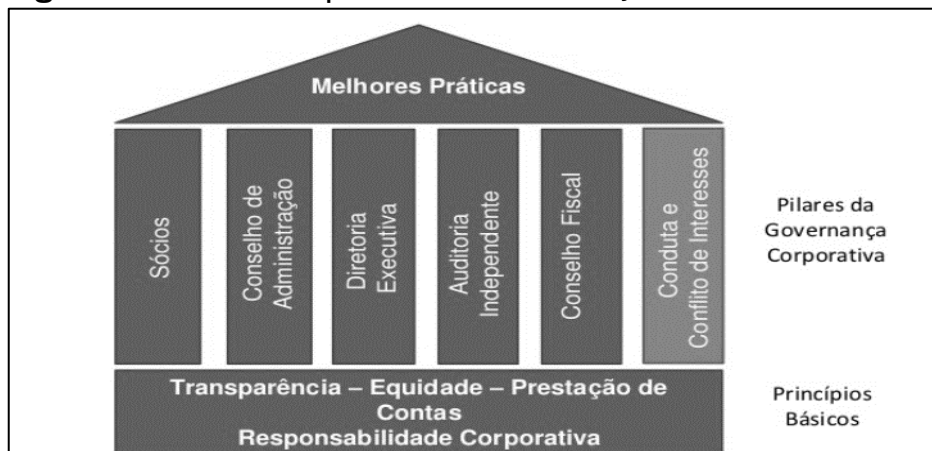 Melhores Práticas
Sócios
Conselho de
Administração
Diretoria
Executiva
Auditoria
Independente
Conselho Fiscal
Conduta e
Conflito de Interesses
Pilares da
Governança
Corporativa
Transparência – Equidade – Prestação de
Contas
Responsabilidade Corporativa
Princípios
Básicos